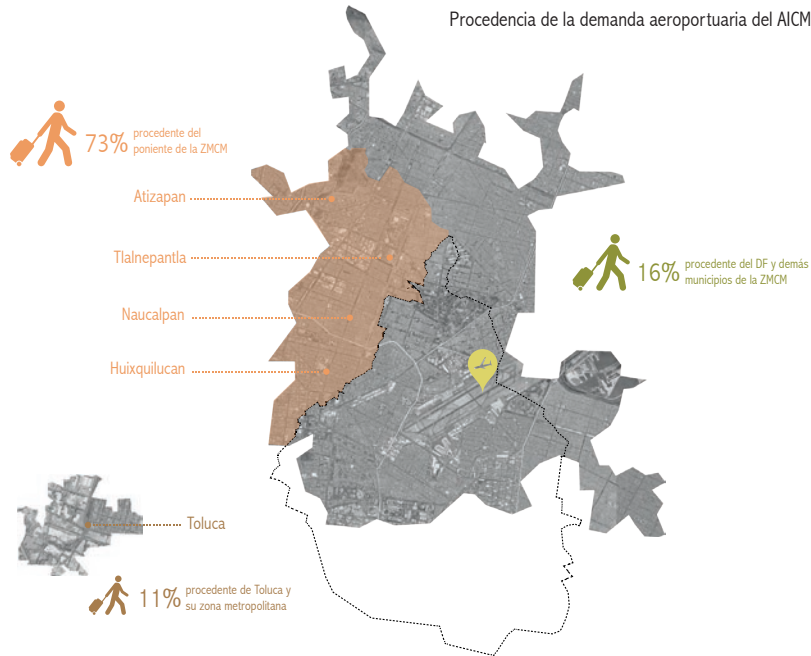 Procedencia de la demanda aeroportuaria del AICM
73% procedente del
poniente de la ZMCM
Atizapan
Tlalnepantla
Naucalpan
Huixquilucan
16% procedente del DF y demás
municipios de la ZMCM
Toluca
11% procedente de Toluca y
su zona metropolitana